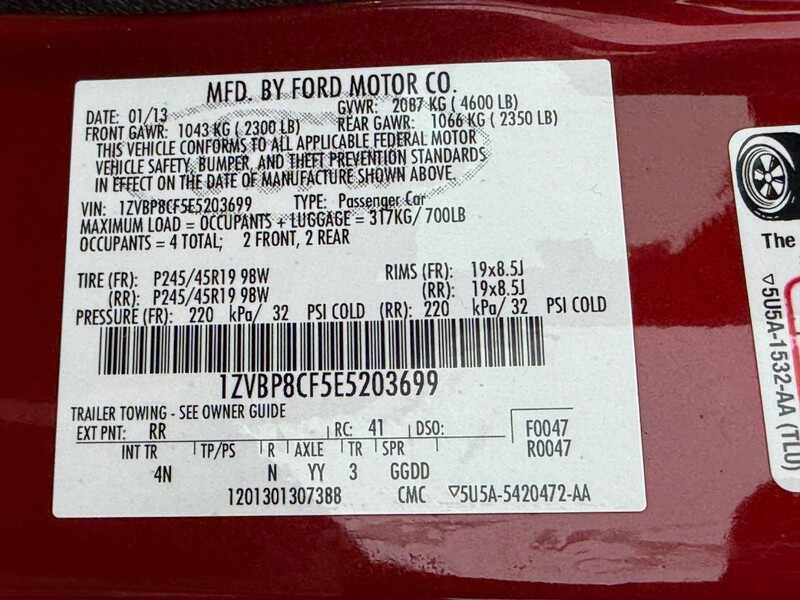 MFD. BY FORD MOTOR CO.
DATE: 01/13 GVWR: 2087 KG ( 4600 LB)
FRONT GAWR: 1043 KG ( 2300 LB) REAR GAWR: 1066 KG ( 2350 LB)
THIS VEHICLE CONFORMS TO ALL APPLICABLE FEDERAL MOTOR
VEHICLE SAFETY, BUMPER, AND THEFT PREVENTION STANDARDS
IN EFFECT ON THE DATE OF MANUFACTURE SHOWN ABOVE.
VIN: 1ZVBP8CF5E5203699 TYPE: Passenger Car
MAXIMUM LOAD = OCCUPANTS + LUGGAGE = 317KG/700LB
OCCUPANTS = 4 TOTAL; 2 FRONT, 2 REAR
TIRE (FR): P245/45R19 98W RIMS (FR): 19x8.5J
(RR): P245/45R19 98W (RR): 19x8.5J
PRESSURE (FR): 220 kPa/ 32 PSI COLD (RR): 220 kPa/ 32 PSI COLD
1ZVBP8CF5E5203699
TRAILER TOWING - SEE OWNER GUIDE
EXT PNT: RR RC: 41 DSO: F0047
INT TR TP/PS R AXLE TR SPR R0047
4N N YY 3 GGDD
1201301307388 CMC ▽5U5A-5420472-AA
The
▽5U5A-1532-AA (TLU)